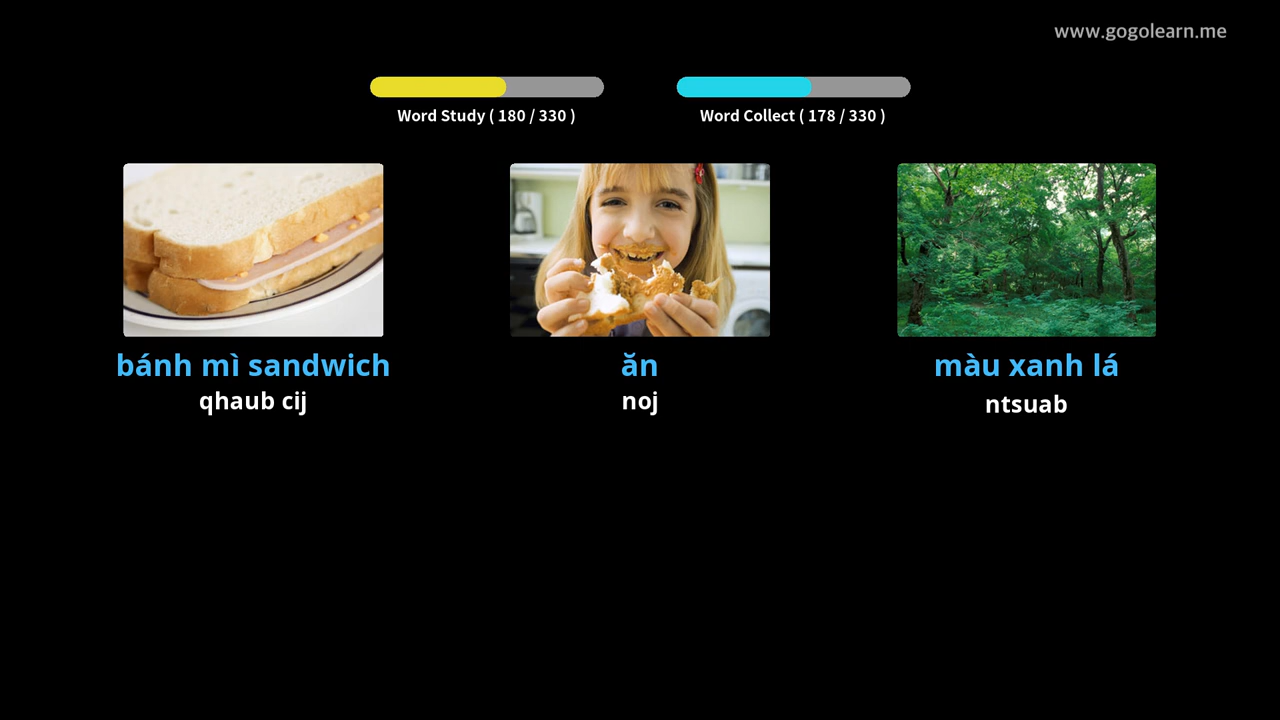 www.gogolearn.me
Word Study ( 180 / 330 )
Word Collect ( 178 / 330 )
bánh mì sandwich
qhaub cij
ăn
noj
màu xanh lá
ntsuab